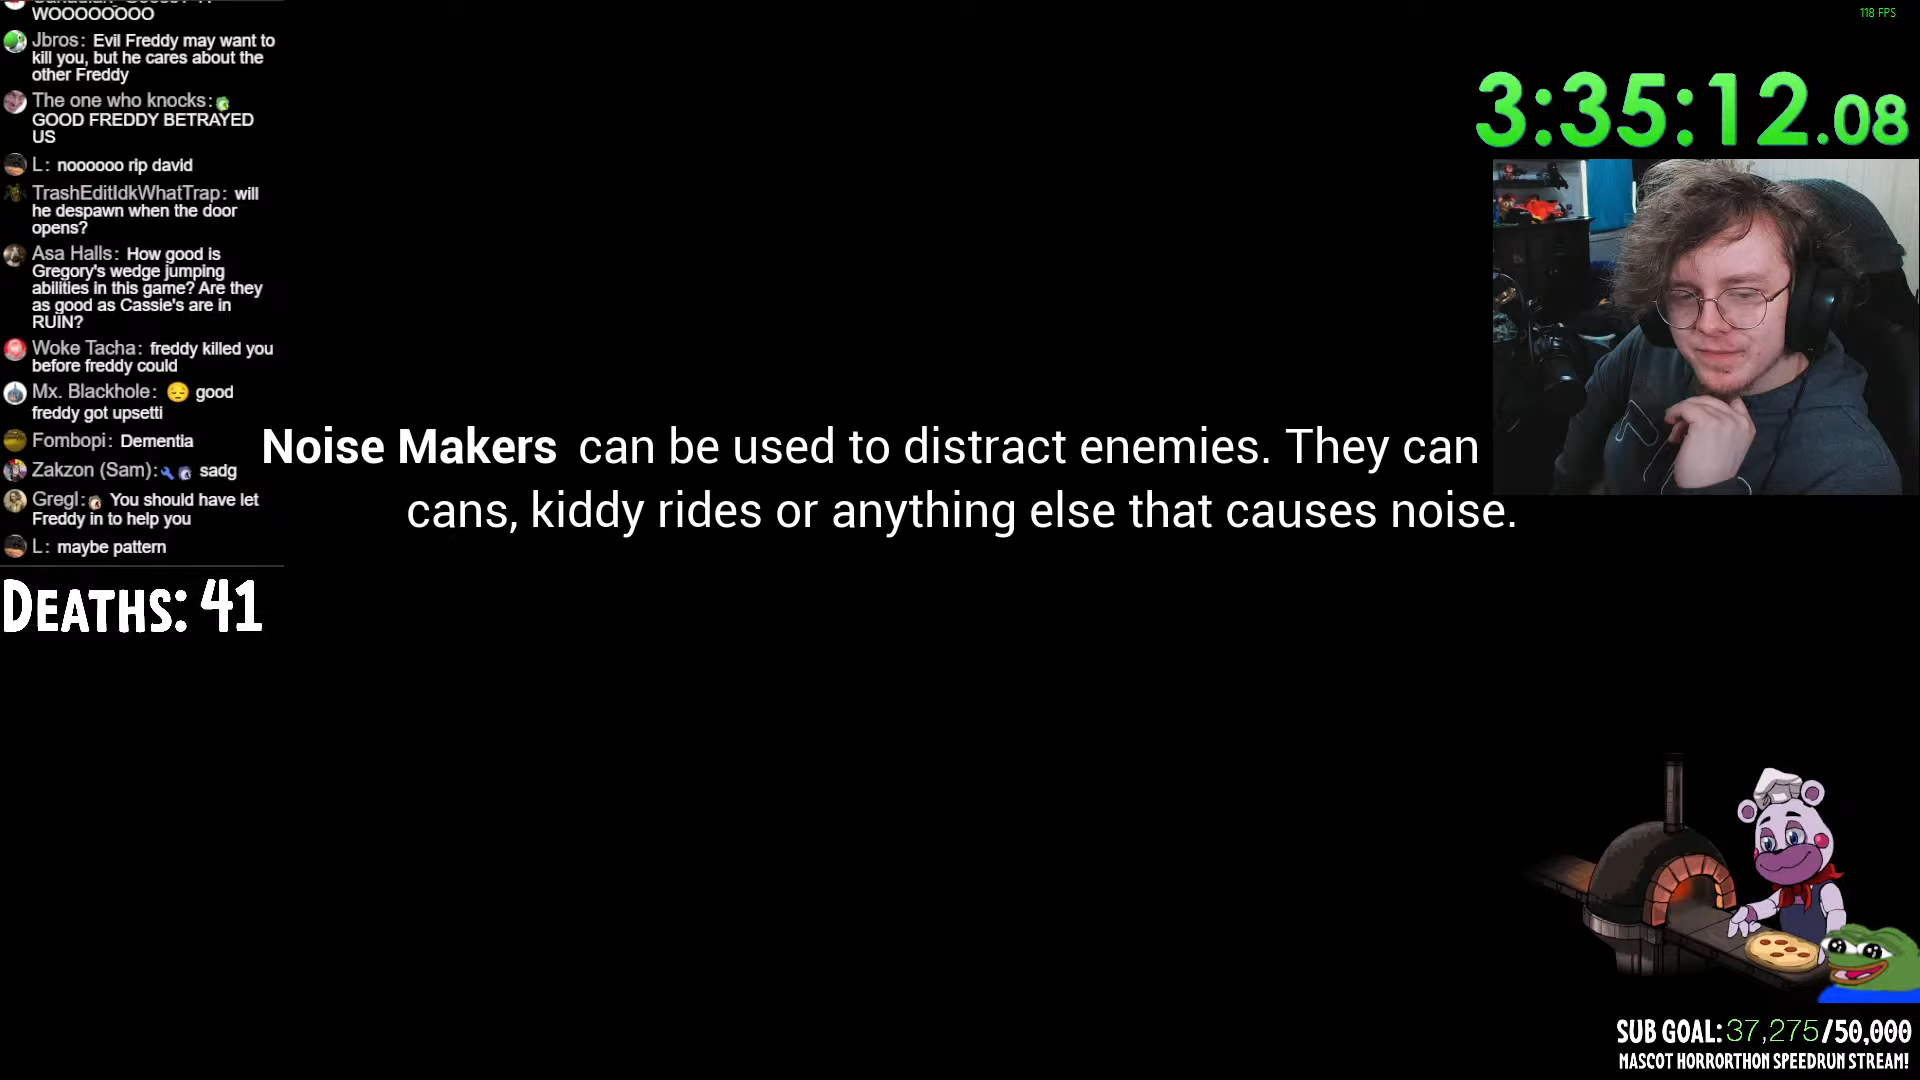 WOOOOOOOO
Jbros: Evil Freddy may want to
kill you, but he cares about the
other Freddy
The one who knocks:
GOOD FREDDY BETRAYED
US
L: noooooo rip david
TrashEditIdkWhatTrap: will
he despawn when the door
opens?
Asa Halls: How good is
Gregory's wedge jumping
abilities in this game? Are they
as good as Cassie's are in
RUIN?
Woke Tacha: freddy killed you
before freddy could
Mx. Blackhole: 😔 good
freddy got upsetti
Fombopi: Dementia
Zakzon (Sam): sadg
Gregl: You should have let
Freddy in to help you
L: maybe pattern
DEATHS: 41
Noise Makers can be used to distract enemies. They can
cans, kiddy rides or anything else that causes noise.
118 FPS
3:35:12.08
SUB GOAL: 37,275/50,000
MASCOT HORRORTHON SPEEDRUN STREAM!